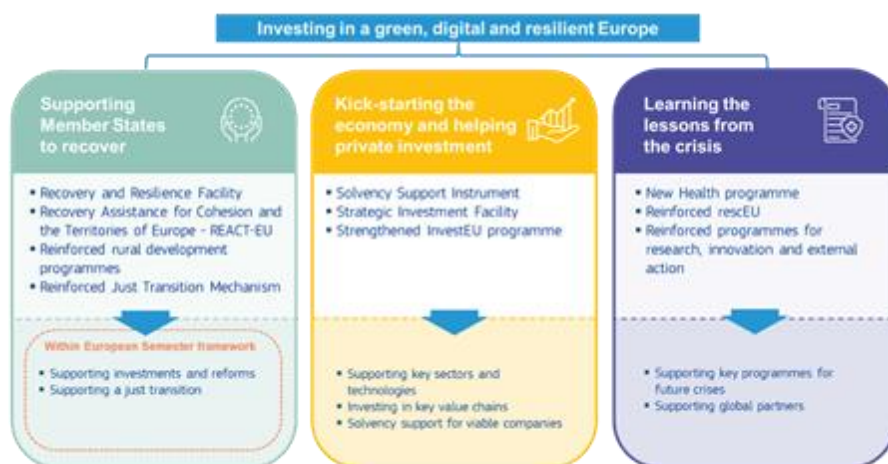 Investing in a green, digital and resilient Europe
Supporting
Member States
to recover
• Recovery and Resilience Facility
• Recovery Assistance for Cohesion and
the Territories of Europe - REACT-EU
• Reinforced rural development
programmes
• Reinforced Just Transition Mechanism
Within European Semester framework
• Supporting investments and reforms
• Supporting a just transition
Kick-starting the
economy and helping
private investment
• Solvency Support Instrument
• Strategic Investment Facility
• Strengthened InvestEU programme
• Supporting key sectors and
technologies
• Investing in key value chains
• Solvency support for viable companies
Learning the
lessons from
the crisis
• New Health programme
• Reinforced rescEU
• Reinforced programmes for
research, innovation and external
action
• Supporting key programmes for
future crises
• Supporting global partners